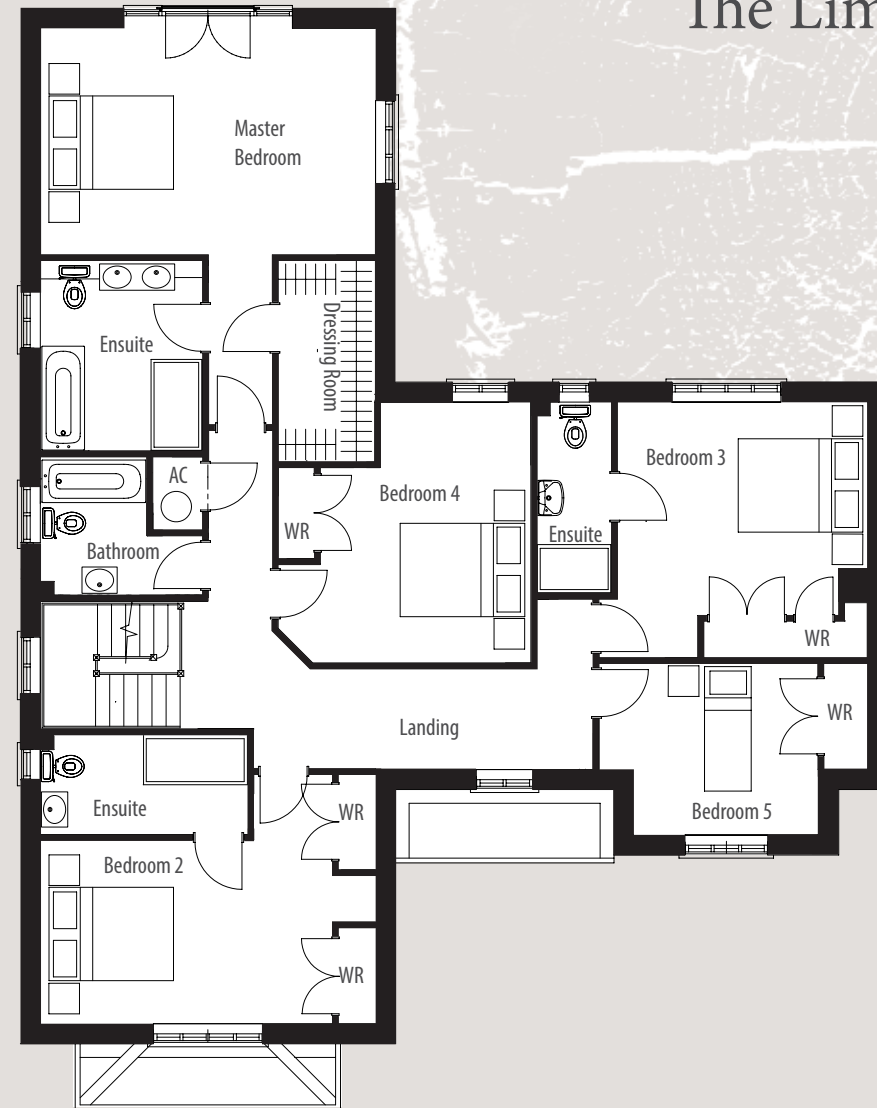 The Lim
Master
Bedroom
Ensuite
Dressing Room
AC
Bathroom
WR
Bedroom 4
Ensuite
Bedroom 3
WR
Landing
WR
Bedroom 5
Ensuite
WR
Bedroom 2
WR